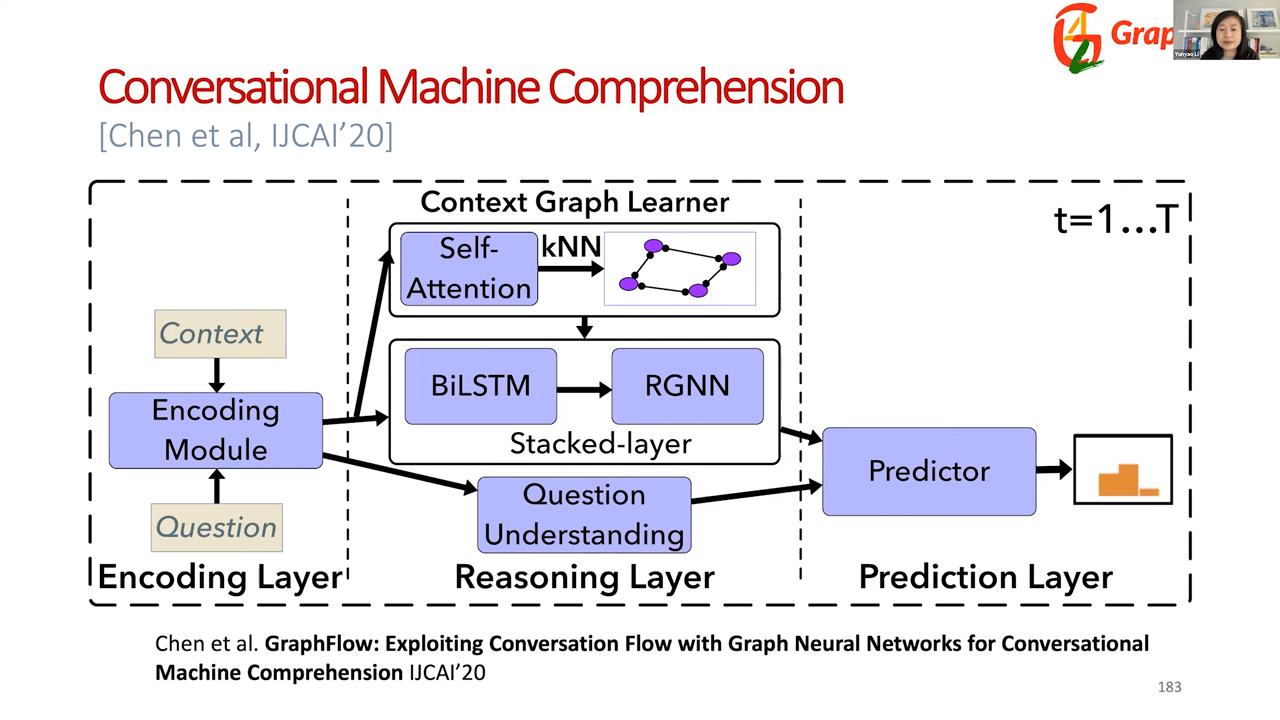 Grap
Yunyao Li
Conversational Machine Comprehension
[Chen et al, IJCAI’20]
Context Graph Learner
t=1...T
Self-
Attention
kNN
Context
BiLSTM
RGNN
Encoding
Module
Stacked-layer
Predictor
Question
Question
Understanding
Encoding Layer
Reasoning Layer
Prediction Layer
Chen et al. GraphFlow: Exploiting Conversation Flow with Graph Neural Networks for Conversational
Machine Comprehension IJCAI’20
183